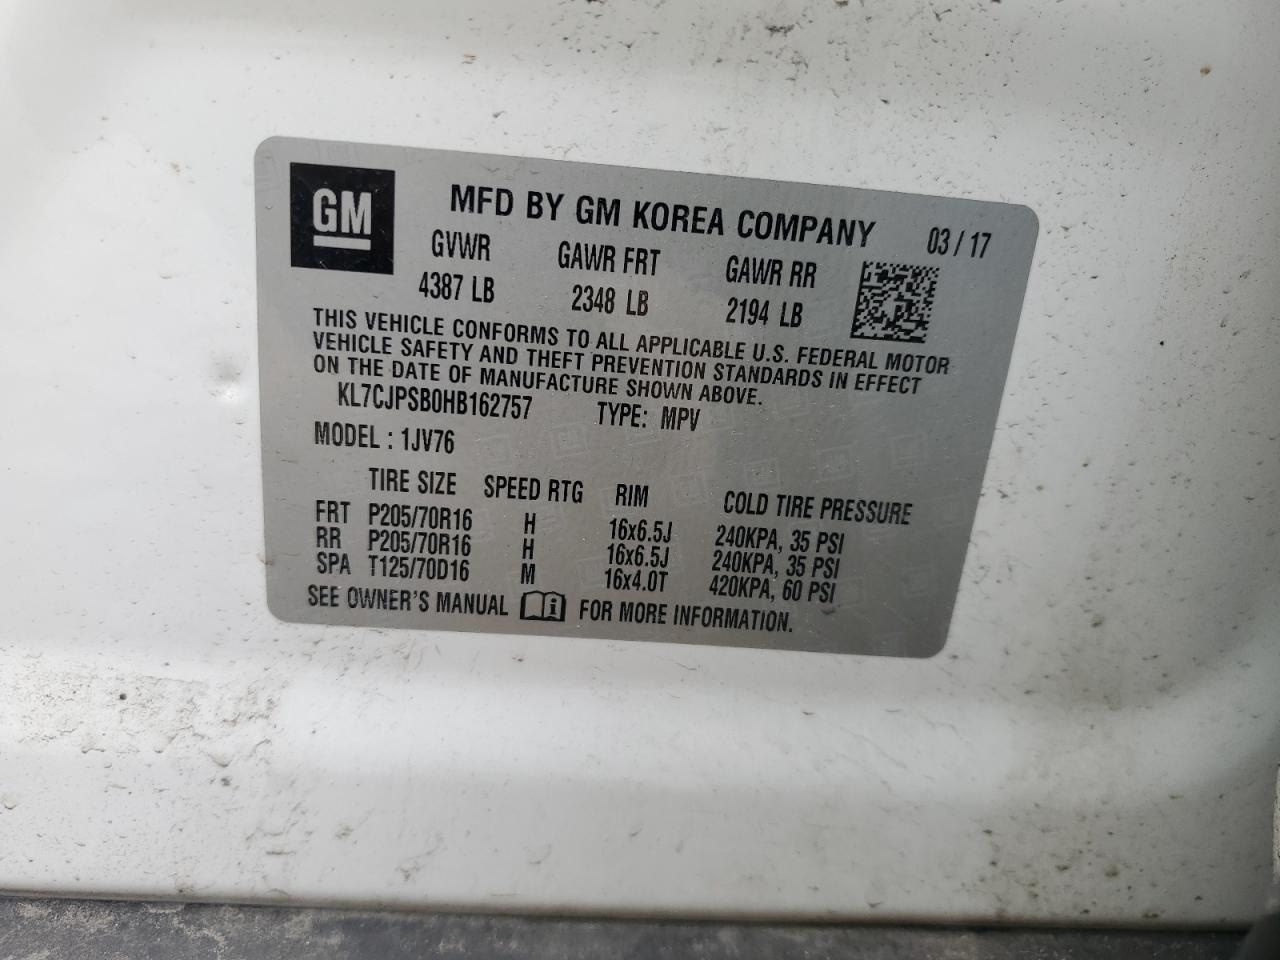 GM
MFD BY GM KOREA COMPANY 03 / 17
GVWR GAWR FRT GAWR RR
4387 LB 2348 LB 2194 LB
THIS VEHICLE CONFORMS TO ALL APPLICABLE U.S. FEDERAL MOTOR
VEHICLE SAFETY AND THEFT PREVENTION STANDARDS IN EFFECT
ON THE DATE OF MANUFACTURE SHOWN ABOVE.
KL7CJPSB0HB162757 TYPE: MPV
MODEL : 1JV76
TIRE SIZE SPEED RTG RIM COLD TIRE PRESSURE
FRT P205/70R16 H 16x6.5J 240KPA, 35 PSI
RR P205/70R16 H 16x6.5J 240KPA, 35 PSI
SPA T125/70D16 M 16x4.0T 420KPA, 60 PSI
SEE OWNER'S MANUAL i FOR MORE INFORMATION.